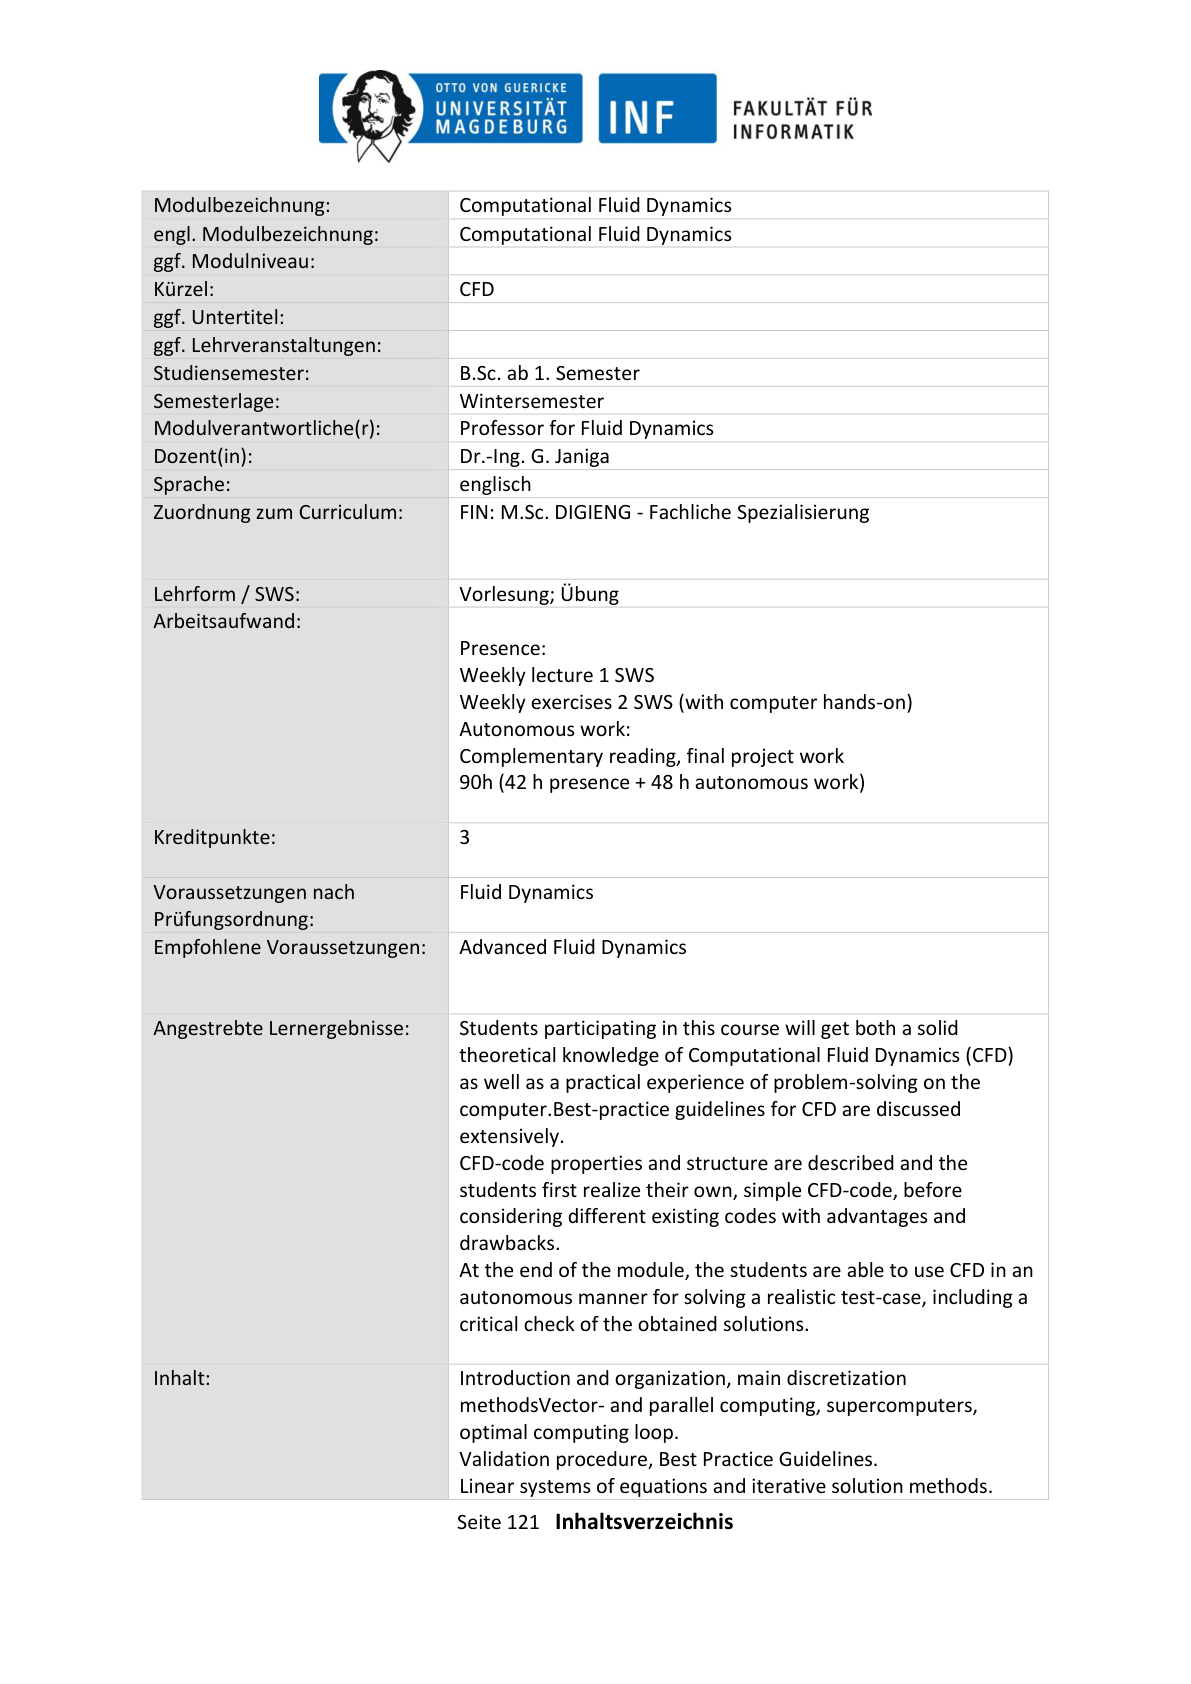 OTTO VON GUERICKE
UNIVERSITÄT
MAGDEBURG
INF
FAKULTÄT FÜR
INFORMATIK
Modulbezeichnung: Computational Fluid Dynamics
engl. Modulbezeichnung: Computational Fluid Dynamics
ggf. Modulniveau:
Kürzel: CFD
ggf. Untertitel:
ggf. Lehrveranstaltungen:
Studiensemester: B.Sc. ab 1. Semester
Semesterlage: Wintersemester
Modulverantwortliche(r): Professor for Fluid Dynamics
Dozent(in): Dr.-Ing. G. Janiga
Sprache: englisch
Zuordnung zum Curriculum: FIN: M.Sc. DIGIENG - Fachliche Spezialisierung
Lehrform / SWS: Vorlesung; Übung
Arbeitsaufwand:
Presence:
Weekly lecture 1 SWS
Weekly exercises 2 SWS (with computer hands-on)
Autonomous work:
Complementary reading, final project work
90h (42 h presence + 48 h autonomous work)
Kreditpunkte: 3
Voraussetzungen nach
Prüfungsordnung:
Fluid Dynamics
Empfohlene Voraussetzungen: Advanced Fluid Dynamics
Angestrebte Lernergebnisse: Students participating in this course will get both a solid
theoretical knowledge of Computational Fluid Dynamics (CFD)
as well as a practical experience of problem-solving on the
computer.Best-practice guidelines for CFD are discussed
extensively.
CFD-code properties and structure are described and the
students first realize their own, simple CFD-code, before
considering different existing codes with advantages and
drawbacks.
At the end of the module, the students are able to use CFD in an
autonomous manner for solving a realistic test-case, including a
critical check of the obtained solutions.
Inhalt: Introduction and organization, main discretization
methodsVector- and parallel computing, supercomputers,
optimal computing loop.
Validation procedure, Best Practice Guidelines.
Linear systems of equations and iterative solution methods.
Seite 121 Inhaltsverzeichnis